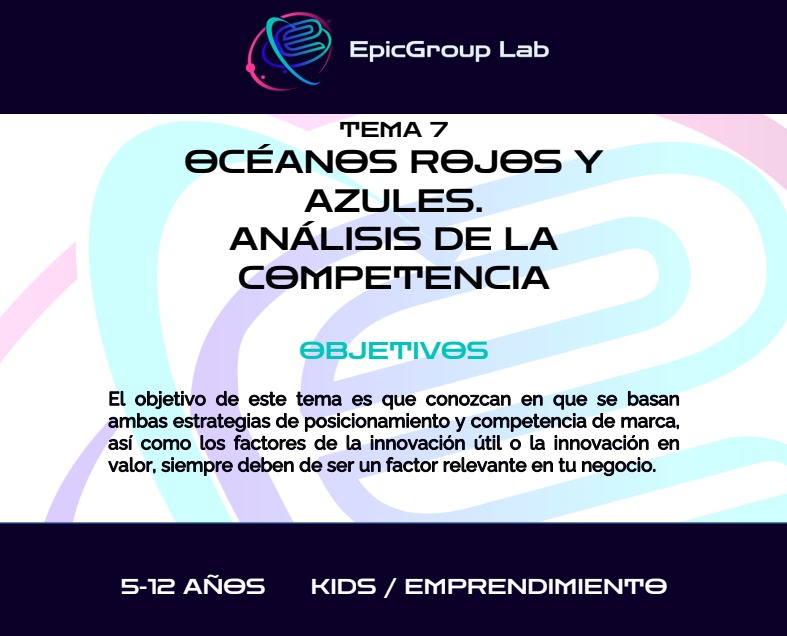 EpicGroup Lab
TEMA 7
OCÉANOS ROJOS Y
AZULES.
ANÁLISIS DE LA
COMPETENCIA
OBJETIVOS
El objetivo de este tema es que conozcan en que se basan
ambas estrategias de posicionamiento y competencia de marca,
así como los factores de la innovación útil o la innovación en
valor, siempre deben de ser un factor relevante en tu negocio.
5-12 AÑOS KIDS / EMPRENDIMIENTO